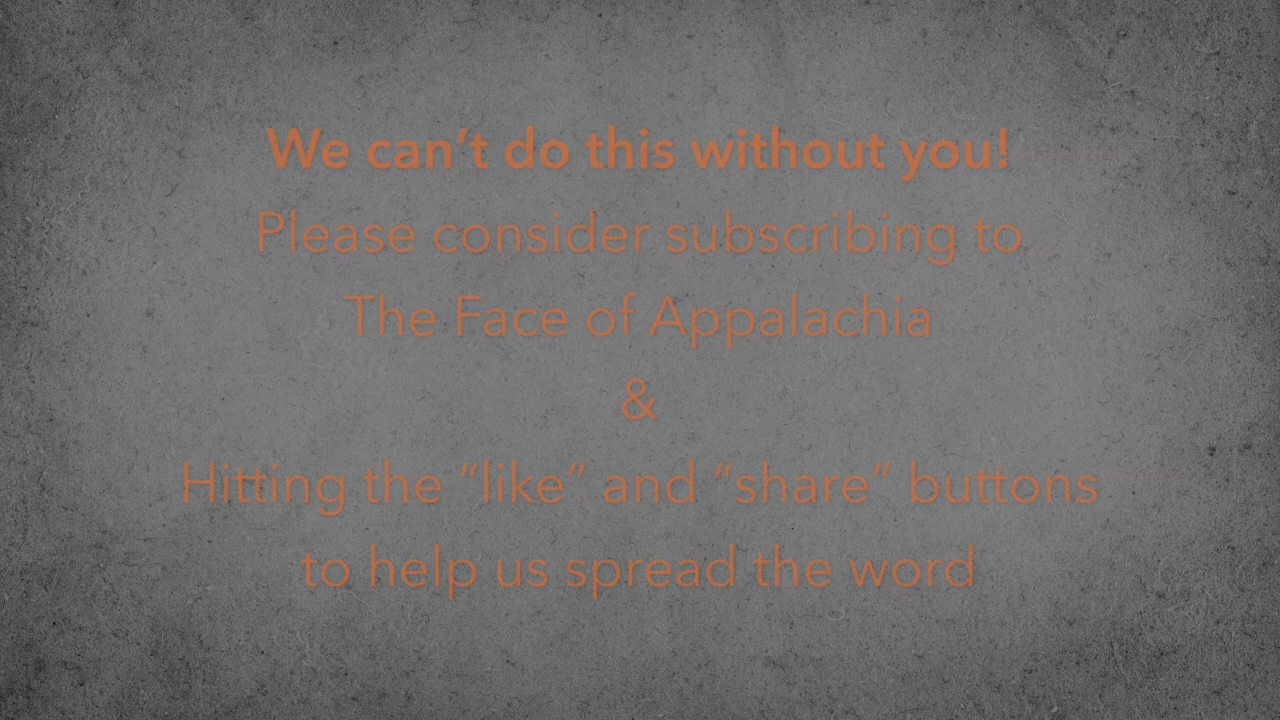 We can’t do this without you!
Please consider subscribing to
The Face of Appalachia
&
Hitting the “like” and “share” buttons
to help us spread the word